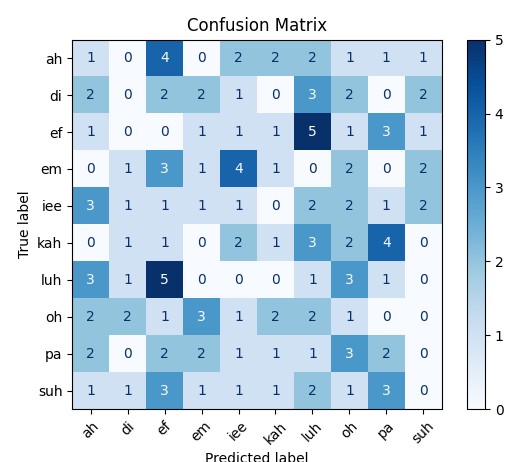 Confusion Matrix
ah 1 0 4 0 2 2 2 1 1 1
di 2 0 2 2 1 0 3 2 0 2
ef 1 0 0 1 1 1 5 1 3 1
em 0 1 3 1 4 1 0 2 0 2
iee 3 1 1 1 1 0 2 2 1 2
kah 0 1 1 0 2 1 3 2 4 0
luh 3 1 5 0 0 0 1 3 1 0
oh 2 2 1 3 1 2 2 1 0 0
pa 2 0 2 2 1 1 1 3 2 0
suh 1 1 3 1 1 1 2 1 3 0
ah di ef em iee kah luh oh pa suh
Predicted label
True label
5
4
3
2
1
0